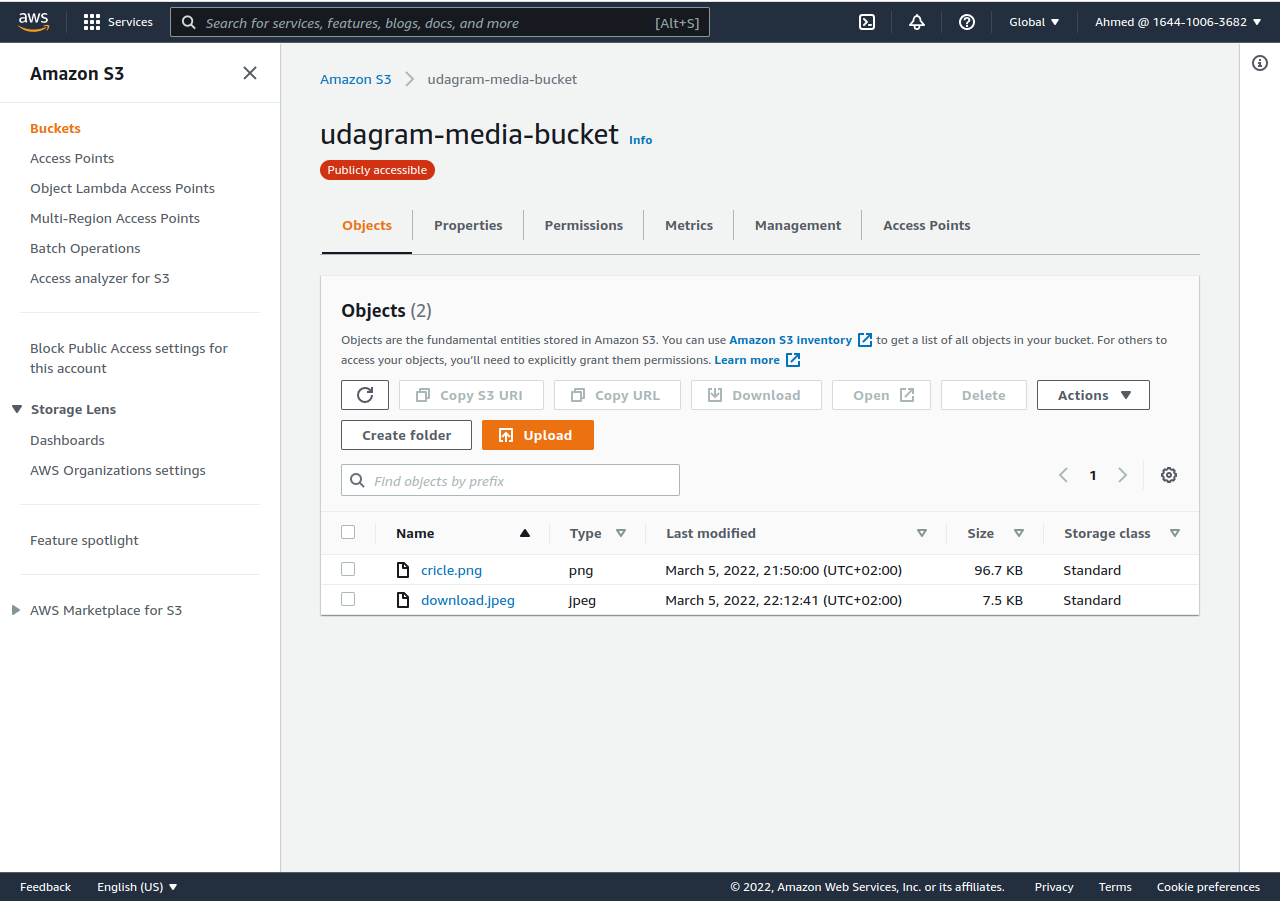 aws
Services
Search for services, features, blogs, docs, and more [Alt+S]
Global
Ahmed @ 1644-1006-3682
Amazon S3
Buckets
Access Points
Object Lambda Access Points
Multi-Region Access Points
Batch Operations
Access analyzer for S3
Block Public Access settings for
this account
Storage Lens
Dashboards
AWS Organizations settings
Feature spotlight
AWS Marketplace for S3
Amazon S3 udagram-media-bucket
udagram-media-bucket Info
Publicly accessible
Objects Properties Permissions Metrics Management Access Points
Objects (2)
Objects are the fundamental entities stored in Amazon S3. You can use Amazon S3 inventory to get a list of all objects in your bucket. For others to
access your objects, you'll need to explicitly grant them permissions. Learn more
Copy S3 URI Copy URL Download Open Delete Actions
Create folder Upload
Find objects by prefix
1
Name Type Last modified Size Storage class
cricle.png png March 5, 2022, 21:50:00 (UTC+02:00) 96.7 KB Standard
download.jpeg jpeg March 5, 2022, 22:12:41 (UTC+02:00) 7.5 KB Standard
Feedback English (US) © 2022, Amazon Web Services, Inc. or its affiliates. Privacy Terms Cookie preferences